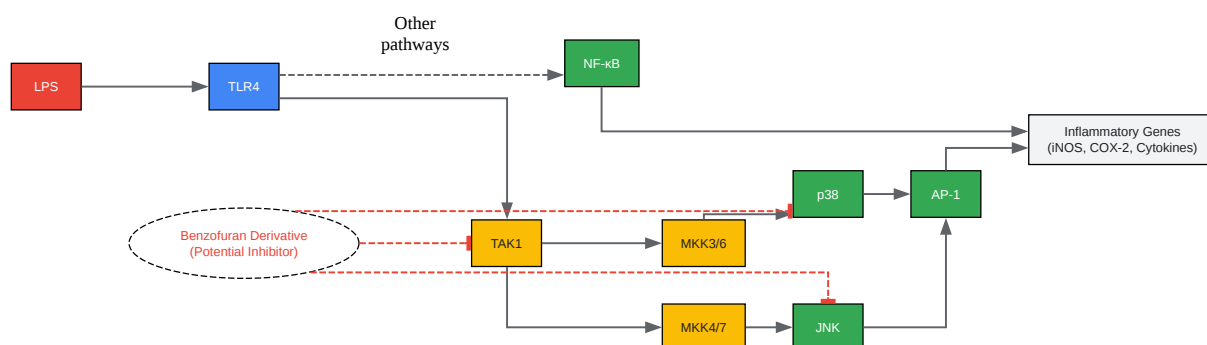 Other
pathways
NF-κB
LPS
TLR4
Inflammatory Genes
(iNOS, COX-2, Cytokines)
p38
AP-1
Benzofuran Derivative
(Potential Inhibitor)
TAK1
MKK3/6
MKK4/7
JNK